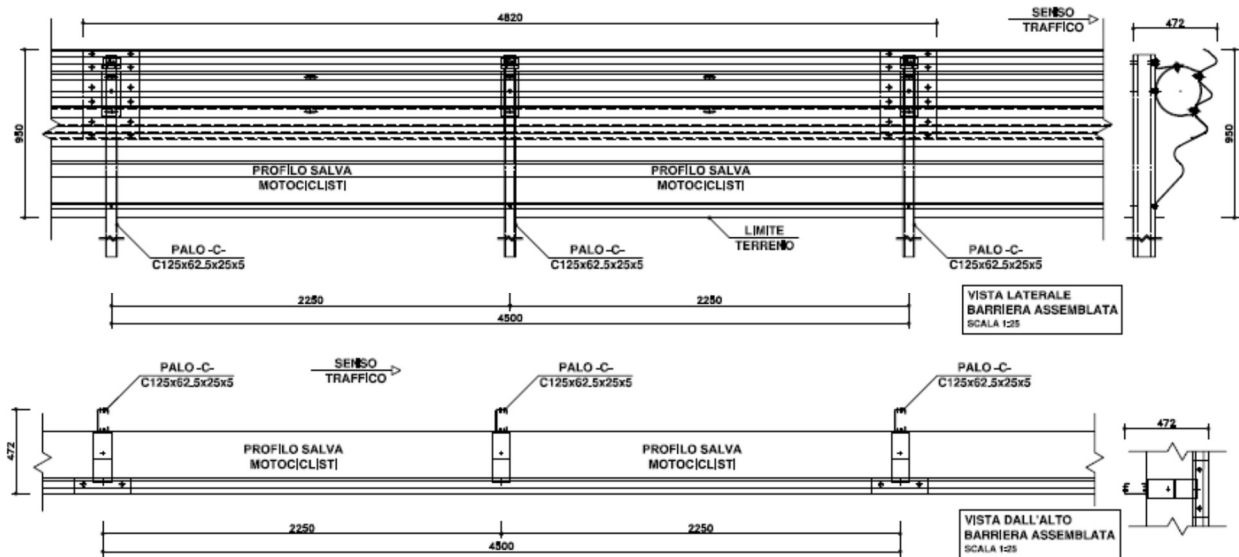 4820
SENSO
TRAFFICO
472
950
950
PROFILO SALVA
MOTOCICLISTI
PROFILO SALVA
MOTOCICLISTI
LIMITE
TERRENO
PALO -C-
C125x62.5x25x5
PALO -C-
C125x62.5x25x5
PALO -C-
C125x62.5x25x5
2250
2250
4500
VISTA LATERALE
BARRIERA ASSEMBLATA
SCALA 1:25
PALO -C-
C125x62.5x25x5
SENSO
TRAFFICO
PALO -C-
C125x62.5x25x5
PALO -C-
C125x62.5x25x5
472
472
PROFILO SALVA
MOTOCICLISTI
PROFILO SALVA
MOTOCICLISTI
2250
2250
4500
VISTA DALL'ALTO
BARRIERA ASSEMBLATA
SCALA 1:25